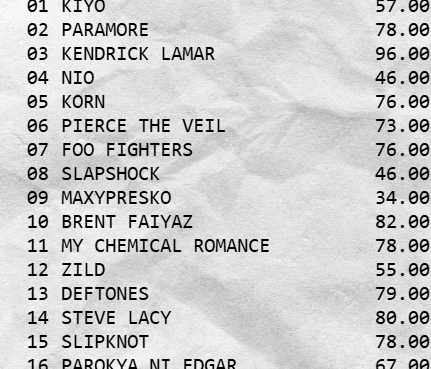 01 KIYO 57.00
02 PARAMORE 78.00
03 KENDRICK LAMAR 96.00
04 NIO 46.00
05 KORN 76.00
06 PIERCE THE VEIL 73.00
07 FOO FIGHTERS 76.00
08 SLAPSHOCK 46.00
09 MAXYPRESKO 34.00
10 BRENT FAIYAZ 82.00
11 MY CHEMICAL ROMANCE 78.00
12 ZILD 55.00
13 DEFTONES 79.00
14 STEVE LACY 80.00
15 SLIPKNOT 78.00
16 PAROKYA NI EDGAR 67.00